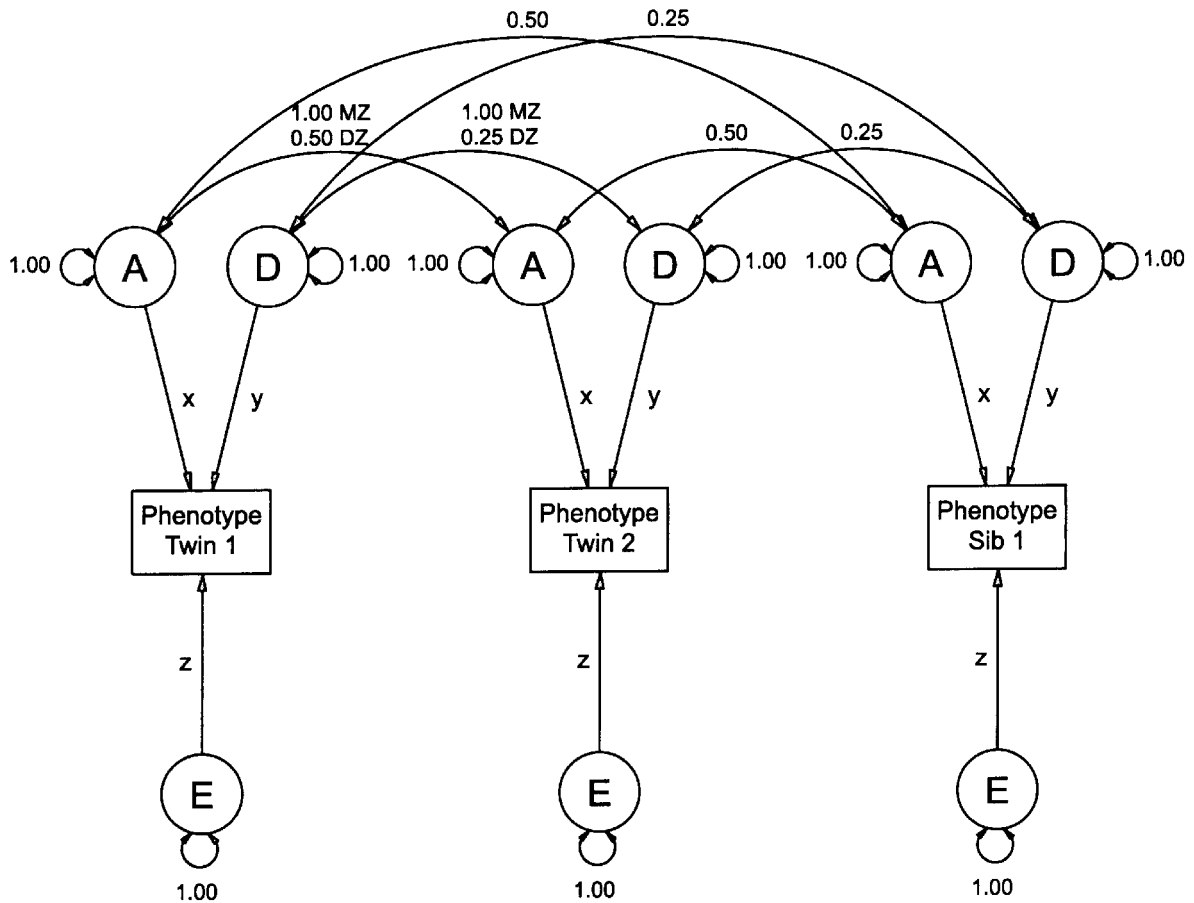 0.50
0.25
1.00 MZ
0.50 DZ
1.00 MZ
0.25 DZ
0.50
0.25
1.00
A
D
1.00
1.00
A
D
1.00
1.00
A
D
1.00
x
y
x
y
x
y
Phenotype
Twin 1
Phenotype
Twin 2
Phenotype
Sib 1
z
z
z
E
E
E
1.00
1.00
1.00